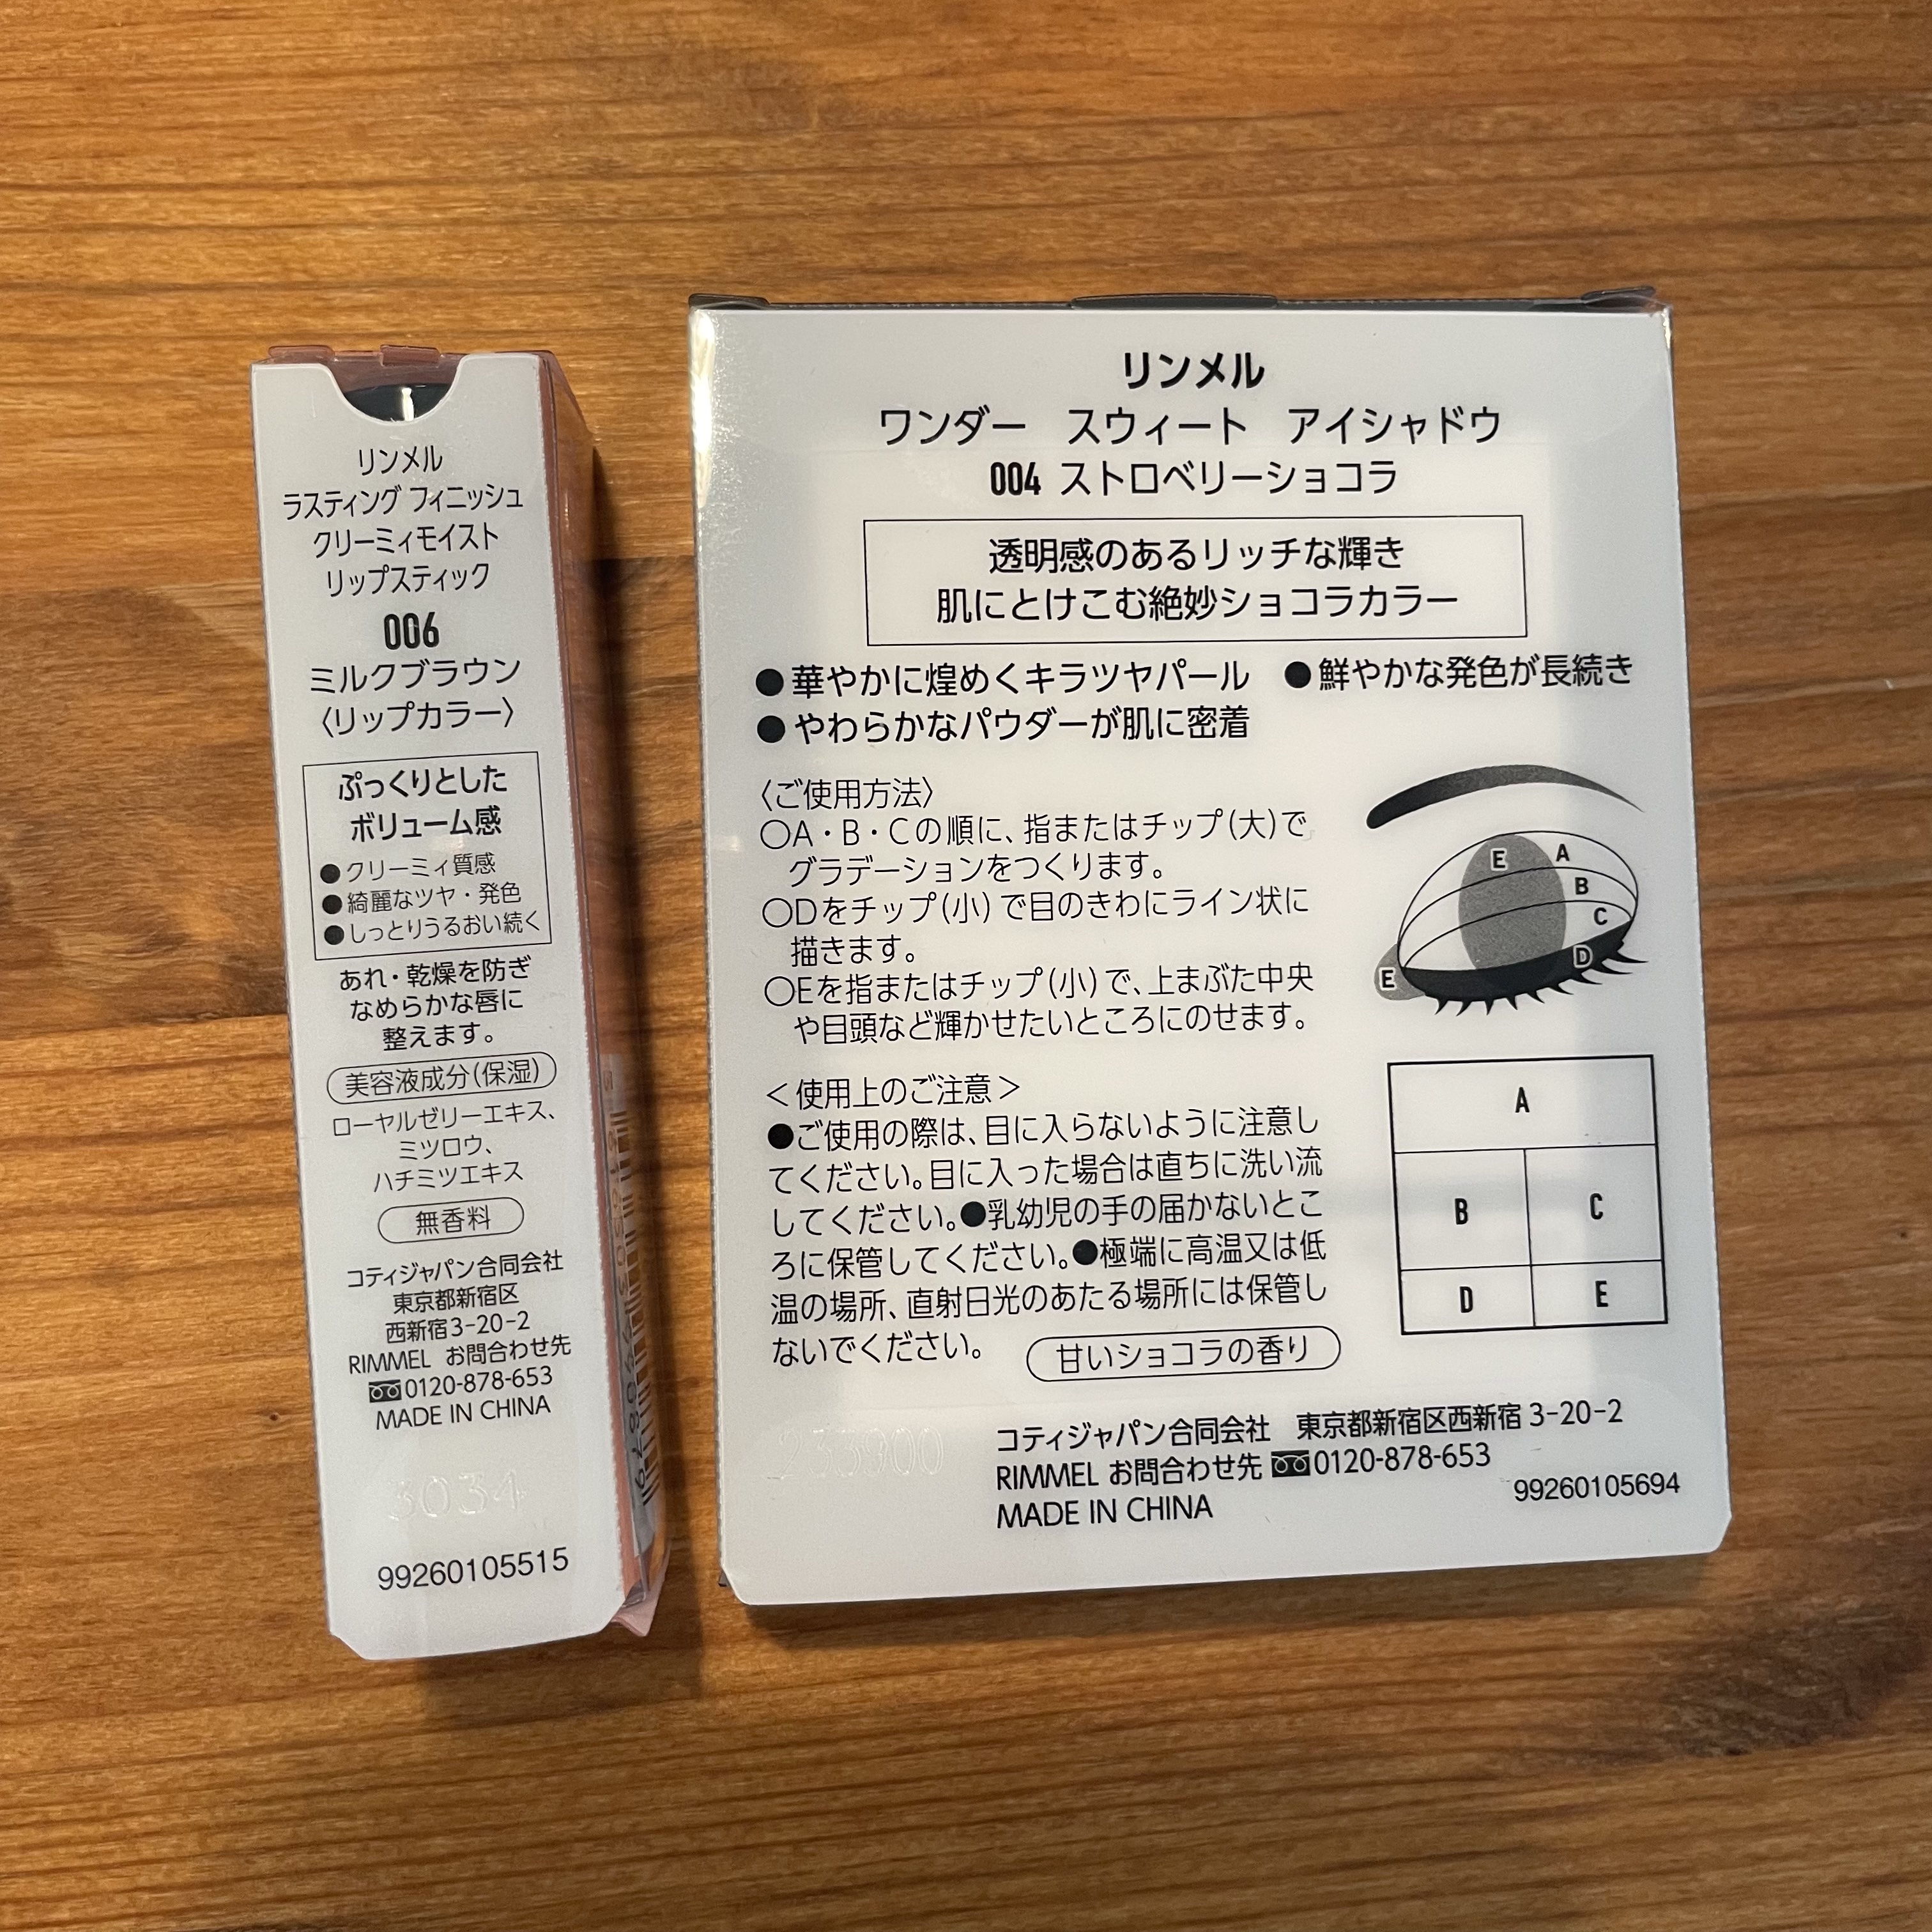 リンメル
ラスティング フィニッシュ
クリーミィモイスト
リップスティック
006
ミルクブラウン
〈リップカラー〉
ぷっくりとした
ボリューム感
●クリーミィ質感
●綺麗なツヤ・発色
●しっとりうるおい続く
あれ・乾燥を防ぎ
なめらかな唇に
整えます。
美容液成分(保湿)
ローヤルゼリーエキス、
ミツロウ、
ハチミツエキス
無香料
コティジャパン合同会社
東京都新宿区
西新宿3-20-2
RIMMEL お問合わせ先
0120-878-653
MADE IN CHINA
3034
99260105515
リンメル
ワンダー スウィート アイシャドウ
004 ストロベリーショコラ
透明感のあるリッチな輝き
肌にとけこむ絶妙ショコラカラー
●華やかに煌めくキラツヤパール ●鮮やかな発色が長続き
●やわらかなパウダーが肌に密着
〈ご使用方法〉
○A・B・Cの順に、指またはチップ(大)で
グラデーションをつくります。
○Dをチップ(小)で目のきわにライン状に
描きます。
○Eを指またはチップ(小)で、上まぶた中央
や目頭など輝かせたいところにのせます。
E A
B
C
D
E
＜使用上のご注意＞
●ご使用の際は、目に入らないように注意し
てください。目に入った場合は直ちに洗い流
してください。●乳幼児の手の届かないとこ
ろに保管してください。●極端に高温又は低
温の場所、直射日光のあたる場所には保管し
ないでください。
甘いショコラの香り
A
B C
D E
コティジャパン合同会社 東京都新宿区西新宿3-20-2
RIMMEL お問合わせ先 0120-878-653
MADE IN CHINA
99260105694